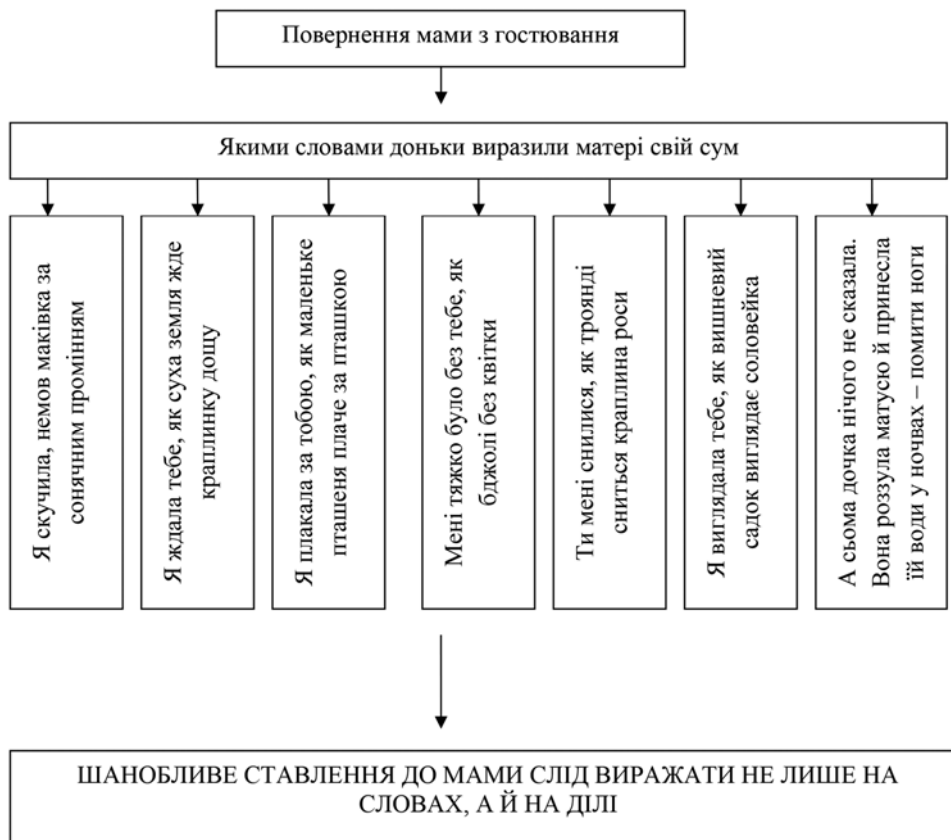 Повернення мами з гостювання
Якими словами доньки виразили матері свій сум
Я скучила, немов маківка за
сонячним промінням
Я ждала тебе, як суха земля жде
краплинку дощу
Я плакала за тобою, як маленьке
пташеня плаче за пташкою
Мені тяжко було без тебе, як
бджолі без квітки
Ти мені снилися, як троянді
сниться краплина роси
Я виглядала тебе, як вишневий
садок виглядає соловейка
А сьома дочка нічого не сказала.
Вона роззула матусю й принесла
їй води у ночвах – помити ноги
ШАНОБЛИВЕ СТАВЛЕННЯ ДО МАМИ СЛІД ВИРАЖАТИ НЕ ЛИШЕ НА
СЛОВАХ, А Й НА ДІЛІ